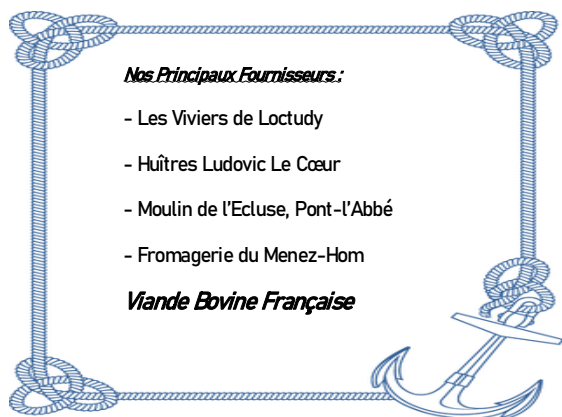 Nos Principaux Fournisseurs :
- Les Viviers de Loctudy
- Huîtres Ludovic Le Cœur
- Moulin de l'Ecluse, Pont-l'Abbé
- Fromagerie du Menez-Hom
Viande Bovine Française